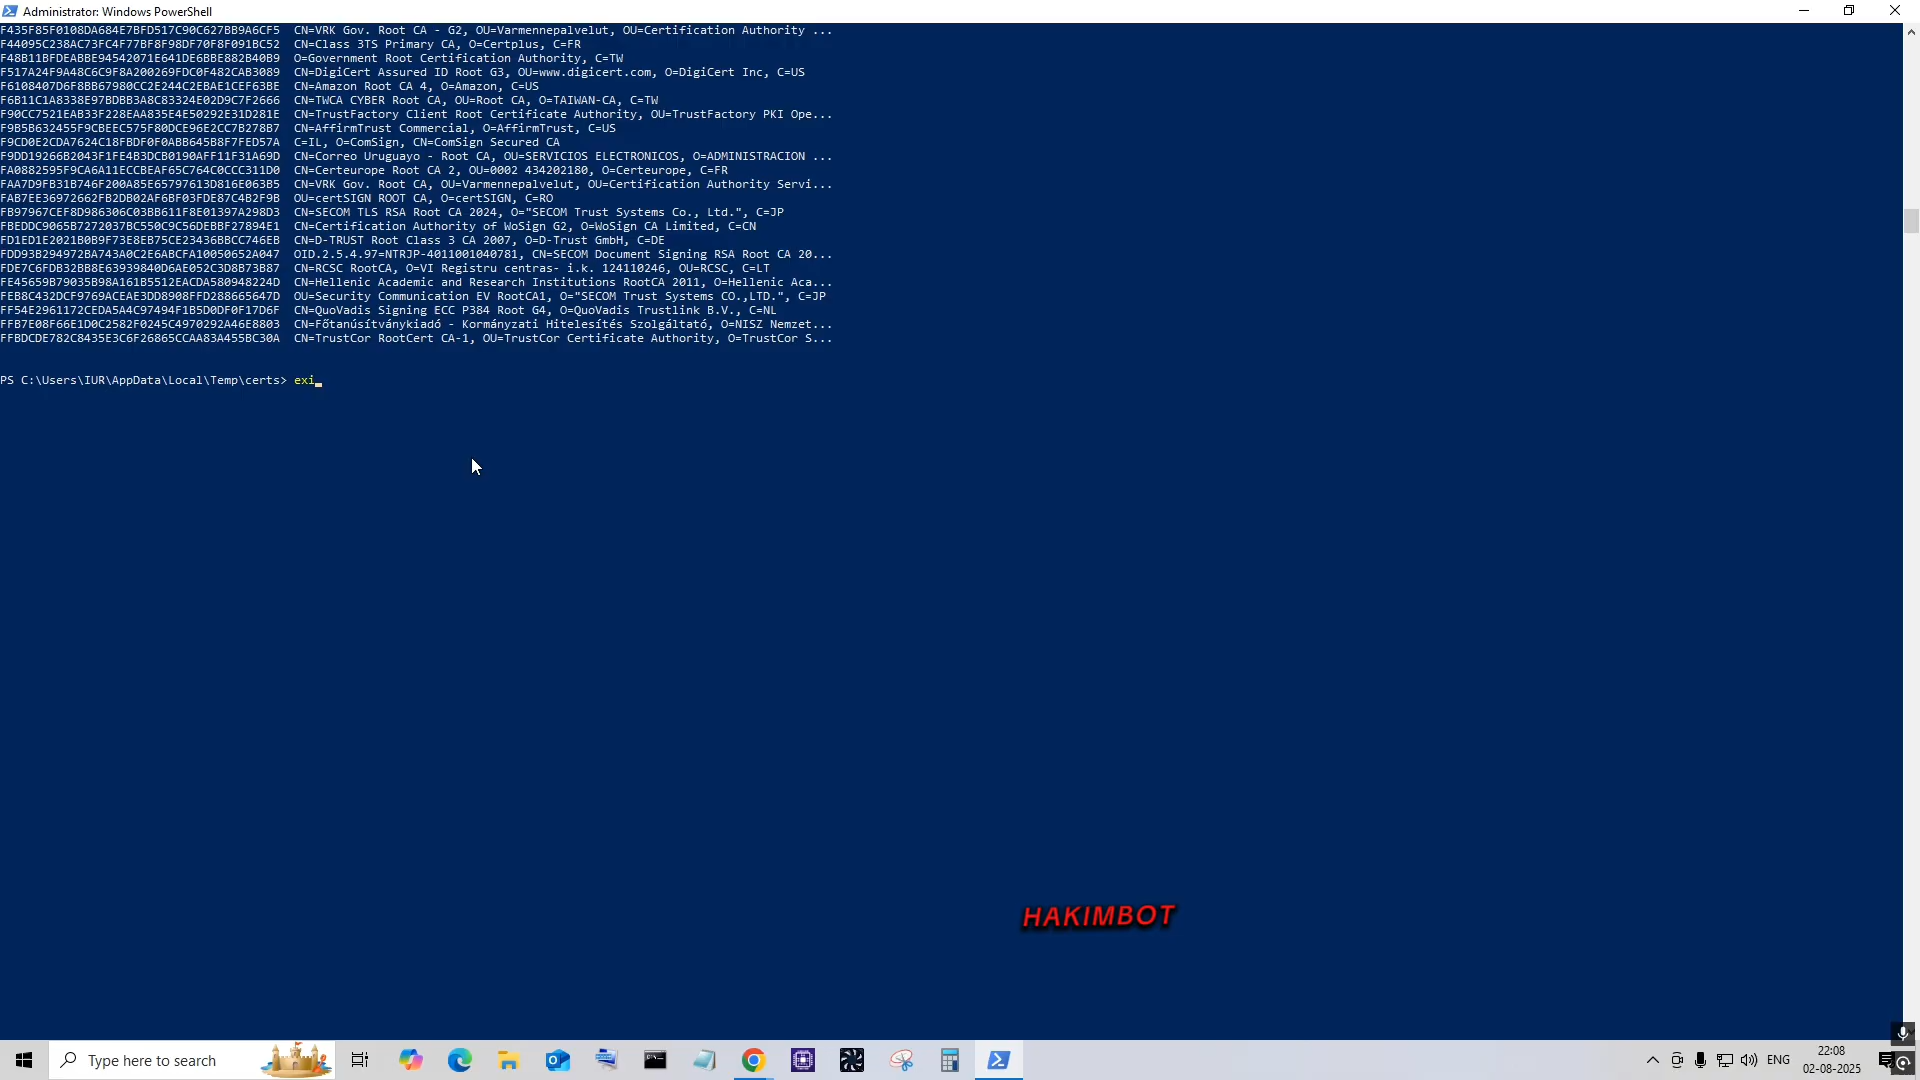 Administrator: Windows PowerShell
F435F85F0108DA684E7BFD517C90C627BB9A6CF5 CN=VRK Gov. Root CA - G2, OU=Varmennepalvelut, OU=Certification Authority ...
F44095C238AC73FC4F77BF8F98DF70F8F091BC52 CN=Class 3TS Primary CA, O=Certplus, C=FR
F48B11BFDEABBE94542071E641DE6BBE882B40B9 O=Government Root Certification Authority, C=TW
F517A24F9A48C6C9F8A200269FDC0F482CAB3089 CN=DigiCert Assured ID Root G3, OU=www.digicert.com, O=DigiCert Inc, C=US
F6108407D6F8BB67980CC2E244C2EBAE1CEF63BE CN=Amazon Root CA 4, O=Amazon, C=US
F6B11C1A8338E97BDBB3A8C83324E02D9C7F2666 CN=TWCA CYBER Root CA, OU=Root CA, O=TAIWAN-CA, C=TW
F90CC7521EAB33F228EAA835E4E50292E31D281E CN=TrustFactory Client Root Certificate Authority, OU=TrustFactory PKI Ope...
F9B5B632455F9CBEEC575F80DCE96E2CC7B278B7 CN=AffirmTrust Commercial, O=AffirmTrust, C=US
F9CD0E2CDA7624C18FBDF0F0ABB645B8F7FED57A C=IL, O=ComSign, CN=ComSign Secured CA
F9DD19266B2043F1FE4B3DCB0190AFF11F31A69D CN=Correo Uruguayo - Root CA, OU=SERVICIOS ELECTRONICOS, O=ADMINISTRACION ...
FA0882595F9CA6A11ECCBEAF65C764C0CCC311D0 CN=Certeurope Root CA 2, OU=0002 434202180, O=Certeurope, C=FR
FAA7D9FB31B746F200A85E65797613D816E063B5 CN=VRK Gov. Root CA, OU=Varmennepalvelut, OU=Certification Authority Servi...
FAB7EE36972662FB2DB02AF6BF03FDE87C4B2F9B OU=certSIGN ROOT CA, O=certSIGN, C=RO
FB97967CEF8D986306C03BB611F8E01397A298D3 CN=SECOM TLS RSA Root CA 2024, O="SECOM Trust Systems Co., Ltd.", C=JP
FBEDDC9065B7272037BC550C9C56DEBBF27894E1 CN=Certification Authority of WoSign G2, O=WoSign CA Limited, C=CN
FD1ED1E2021B0B9F73E8EB75CE23436BBCC746EB CN=D-TRUST Root Class 3 CA 2007, O=D-Trust GmbH, C=DE
FDD93B294972BA743A0C2E6ABCFA10050652A047 OID.2.5.4.97=NTRJP-4011001040781, CN=SECOM Document Signing RSA Root CA 20...
FDE7C6FDB32BB8E63939840D6AE052C3D8B73B87 CN=RCSC RootCA, O=VI Registru centras- i.k. 124110246, OU=RCSC, C=LT
FE45659B79035B98A161B5512EACDA580948224D CN=Hellenic Academic and Research Institutions RootCA 2011, O=Hellenic Aca...
FEB8C432DCF9769ACEAE3DD8908FFD288665647D OU=Security Communication EV RootCA1, O="SECOM Trust Systems CO.,LTD.", C=JP
FF54E2961172CEDA5A4C97494F1B5D0DF0F17D6F CN=QuoVadis Signing ECC P384 Root G4, O=QuoVadis Trustlink B.V., C=NL
FFB7E08F66E1D0C2582F0245C4970292A46E8803 CN=Főtanúsítványkiadó - Kormányzati Hitelesítés Szolgáltató, O=NISZ Nemzet...
FFBDCDE782C8435E3C6F26865CCAA83A455BC30A CN=TrustCor RootCert CA-1, OU=TrustCor Certificate Authority, O=TrustCor S...
PS C:\Users\IUR\AppData\Local\Temp\certs> exi
HAKIMBOT
Type here to search
ENG
22:08
02-08-2025